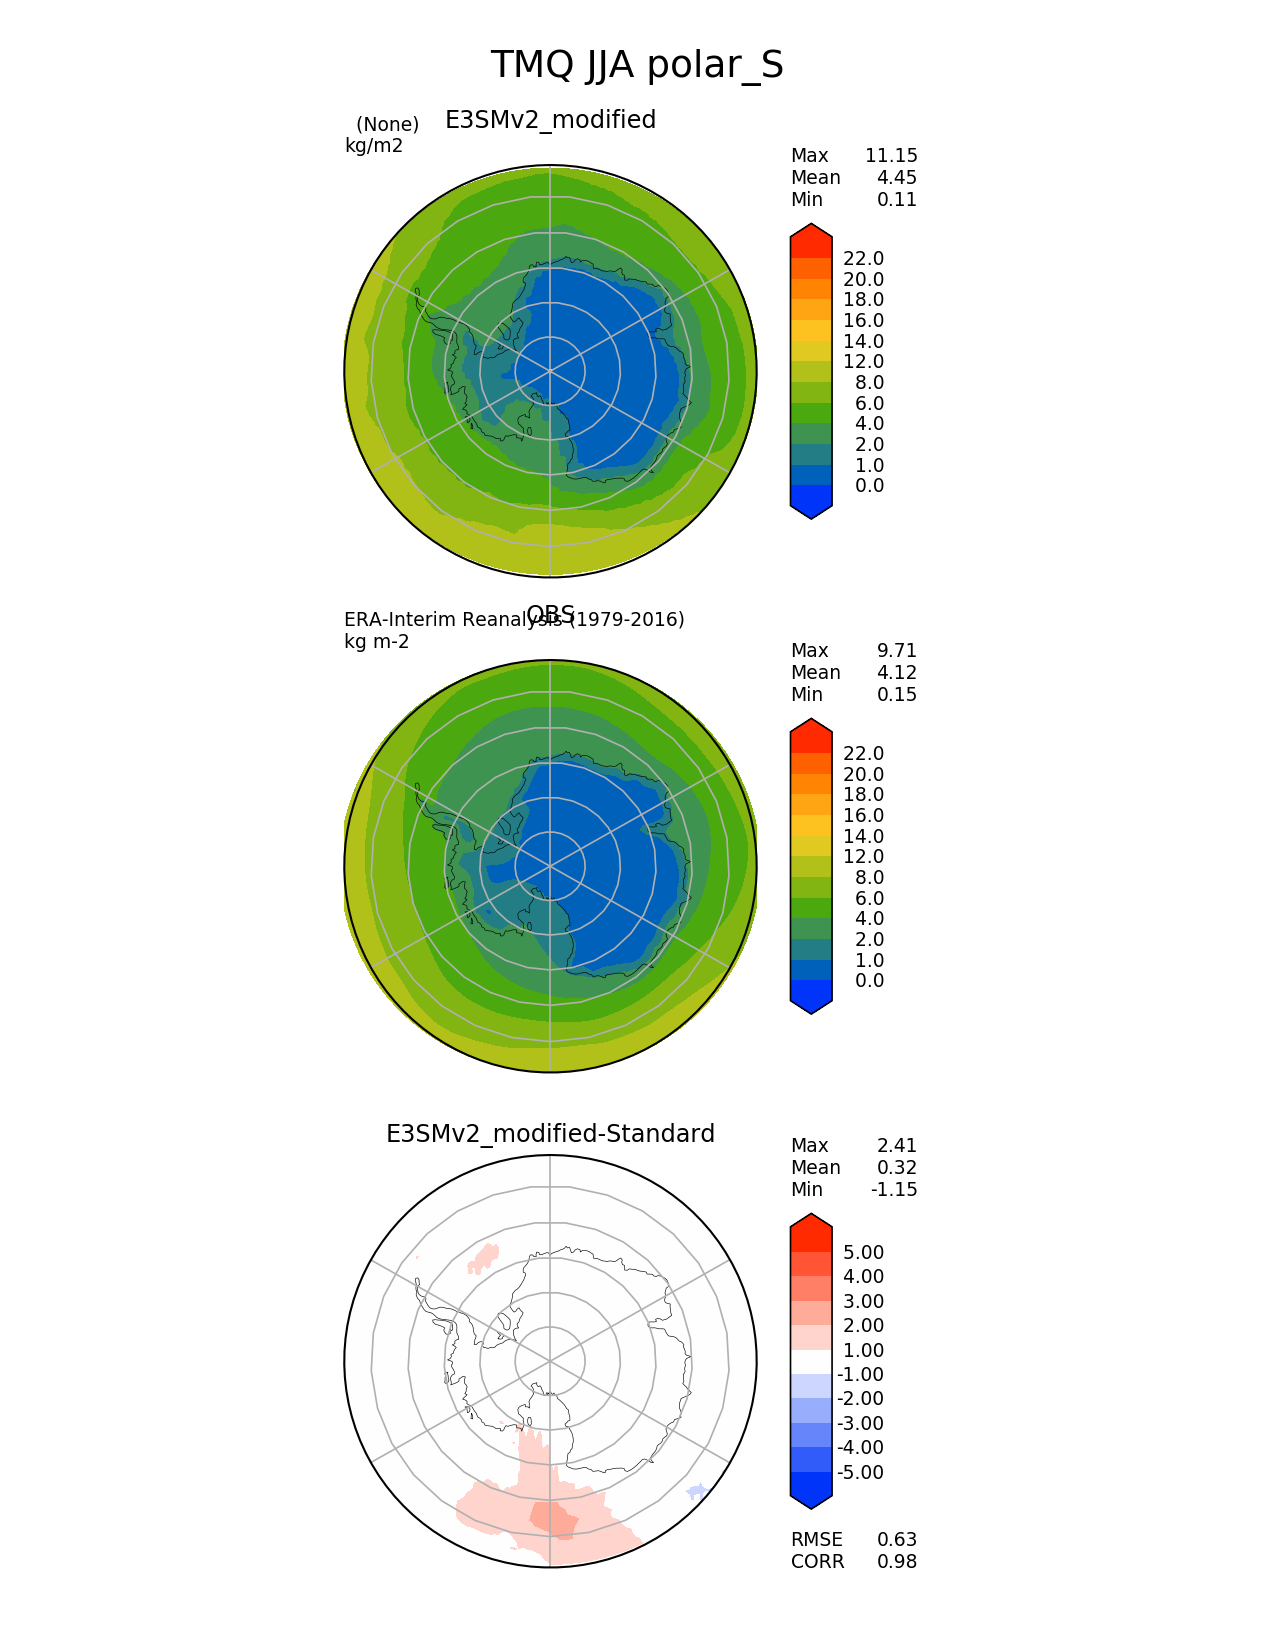 TMQ JJA polar_S
E3SMv2_modified
(None)
kg/m2
Max 11.15
Mean 4.45
Min 0.11
22.0
20.0
18.0
16.0
14.0
12.0
8.0
6.0
4.0
2.0
1.0
0.0
OBS
ERA-Interim Reanalysis (1979-2016)
kg m-2
Max 9.71
Mean 4.12
Min 0.15
22.0
20.0
18.0
16.0
14.0
12.0
8.0
6.0
4.0
2.0
1.0
0.0
E3SMv2_modified-Standard
Max 2.41
Mean 0.32
Min -1.15
5.00
4.00
3.00
2.00
1.00
-1.00
-2.00
-3.00
-4.00
-5.00
RMSE 0.63
CORR 0.98